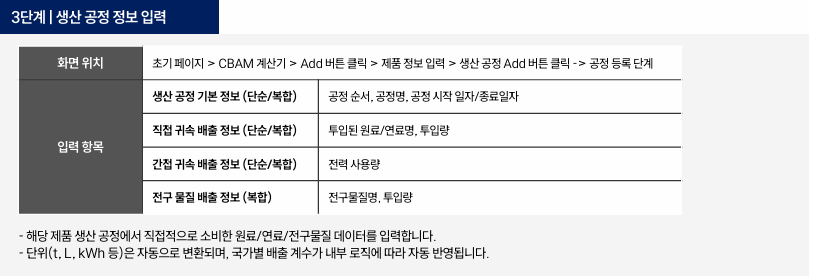 3단계 | 생산 공정 정보 입력
화면 위치
초기 페이지 > CBAM 계산기 > Add 버튼 클릭 > 제품 정보 입력 > 생산 공정 Add 버튼 클릭 -> 공정 등록 단계
입력 항목
생산 공정 기본 정보 (단순/복합)
공정 순서, 공정명, 공정 시작 일자/종료일자
직접 귀속 배출 정보 (단순/복합)
투입된 원료/연료명, 투입량
간접 귀속 배출 정보 (단순/복합)
전력 사용량
전구 물질 배출 정보 (복합)
전구물질명, 투입량
- 해당 제품 생산 공정에서 직접적으로 소비한 원료/연료/전구물질 데이터를 입력합니다.
- 단위(t, L, kWh 등)은 자동으로 변환되며, 국가별 배출 계수가 내부 로직에 따라 자동 반영됩니다.